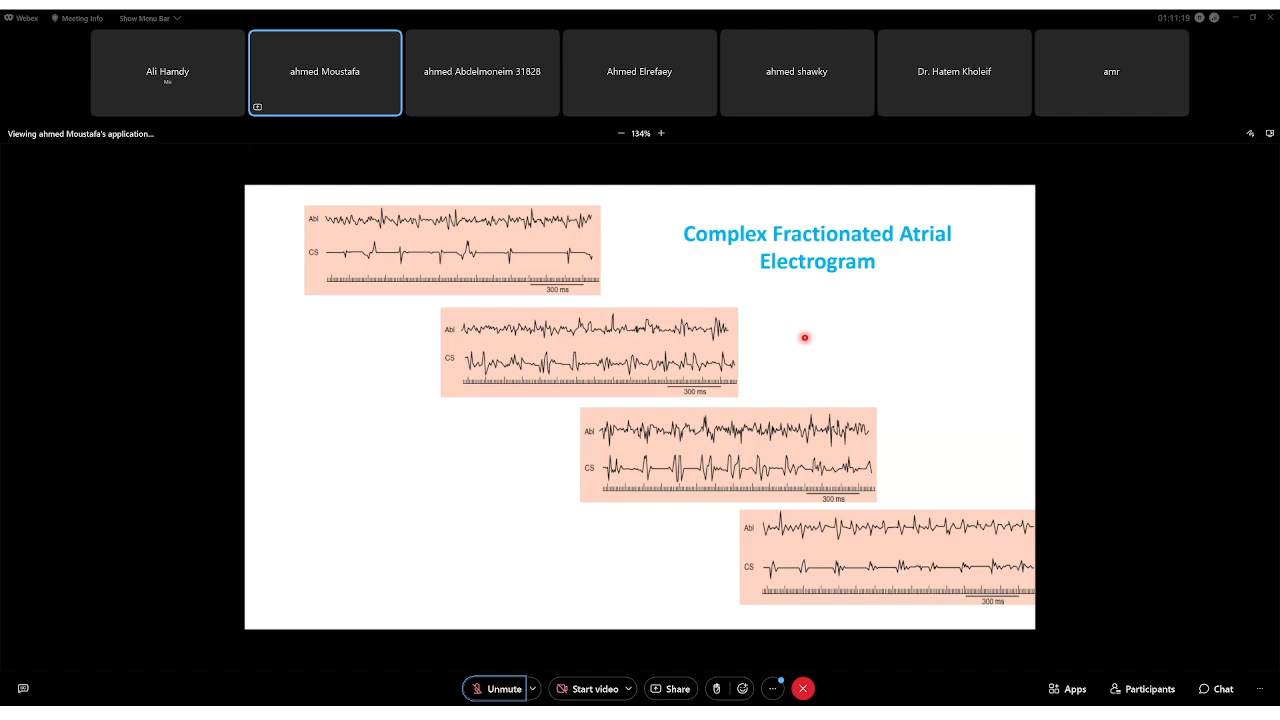 Webex Meeting Info Show Menu Bar 01:11:19
Ali Hamdy
Me
ahmed Moustafa
ahmed Abdelmoneim 31828
Ahmed Elrefaey
ahmed shawky
Dr. Hatem Kholeif
amr
Viewing ahmed Moustafa's application...
134%
Complex Fractionated Atrial
Electrogram
Abl
CS
300 ms
Abl
CS
300 ms
Abl
CS
300 ms
Abl
CS
300 ms
Unmute Start video Share Apps Participants Chat